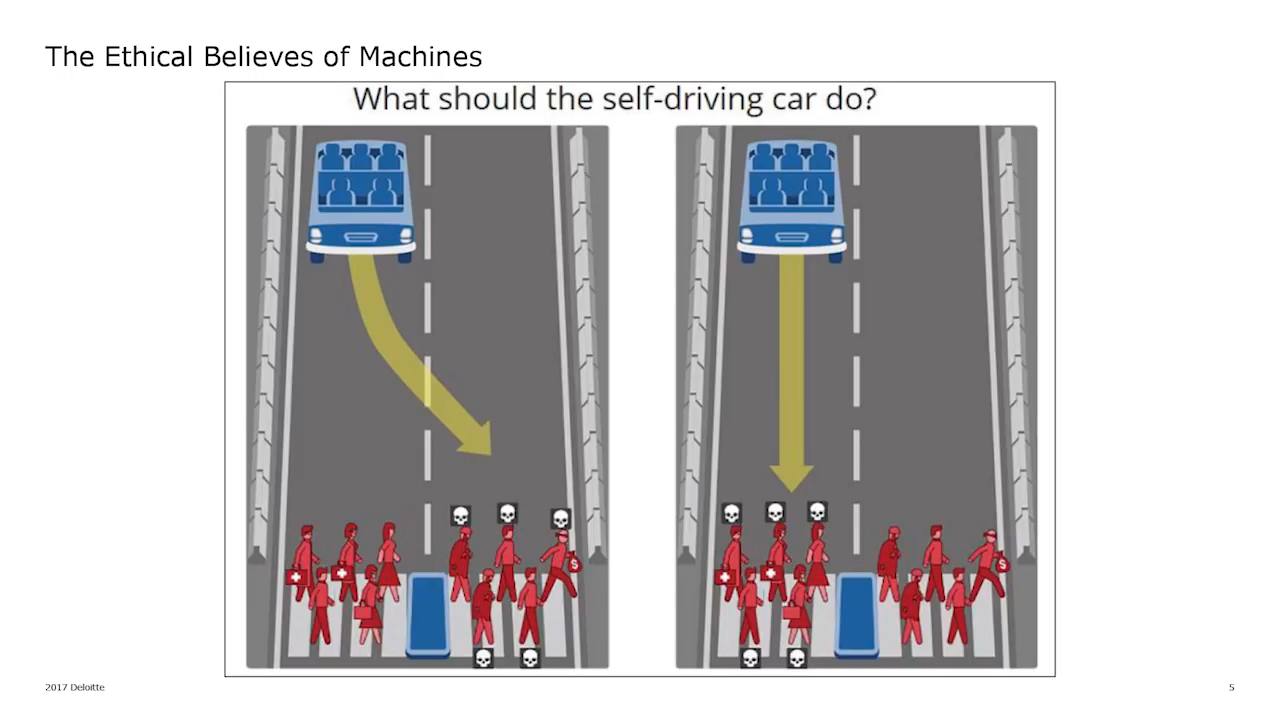 The Ethical Believes of Machines
What should the self-driving car do?
$
$
2017 Deloitte
5